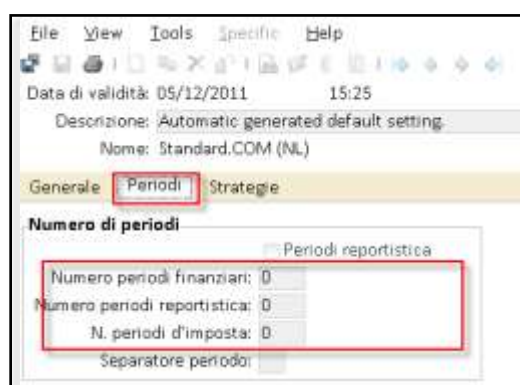 File View Tools Specific Help
Data di validità: 05/12/2011 15:25
Descrizione: Automatic generated default setting.
Nome: Standard.COM (NL)
Generale Periodi Strategie
Numero di periodi
Periodi reportistica
Numero periodi finanziari: 0
Numero periodi reportistica: 0
N. periodi d'imposta: 0
Separatore periodo: